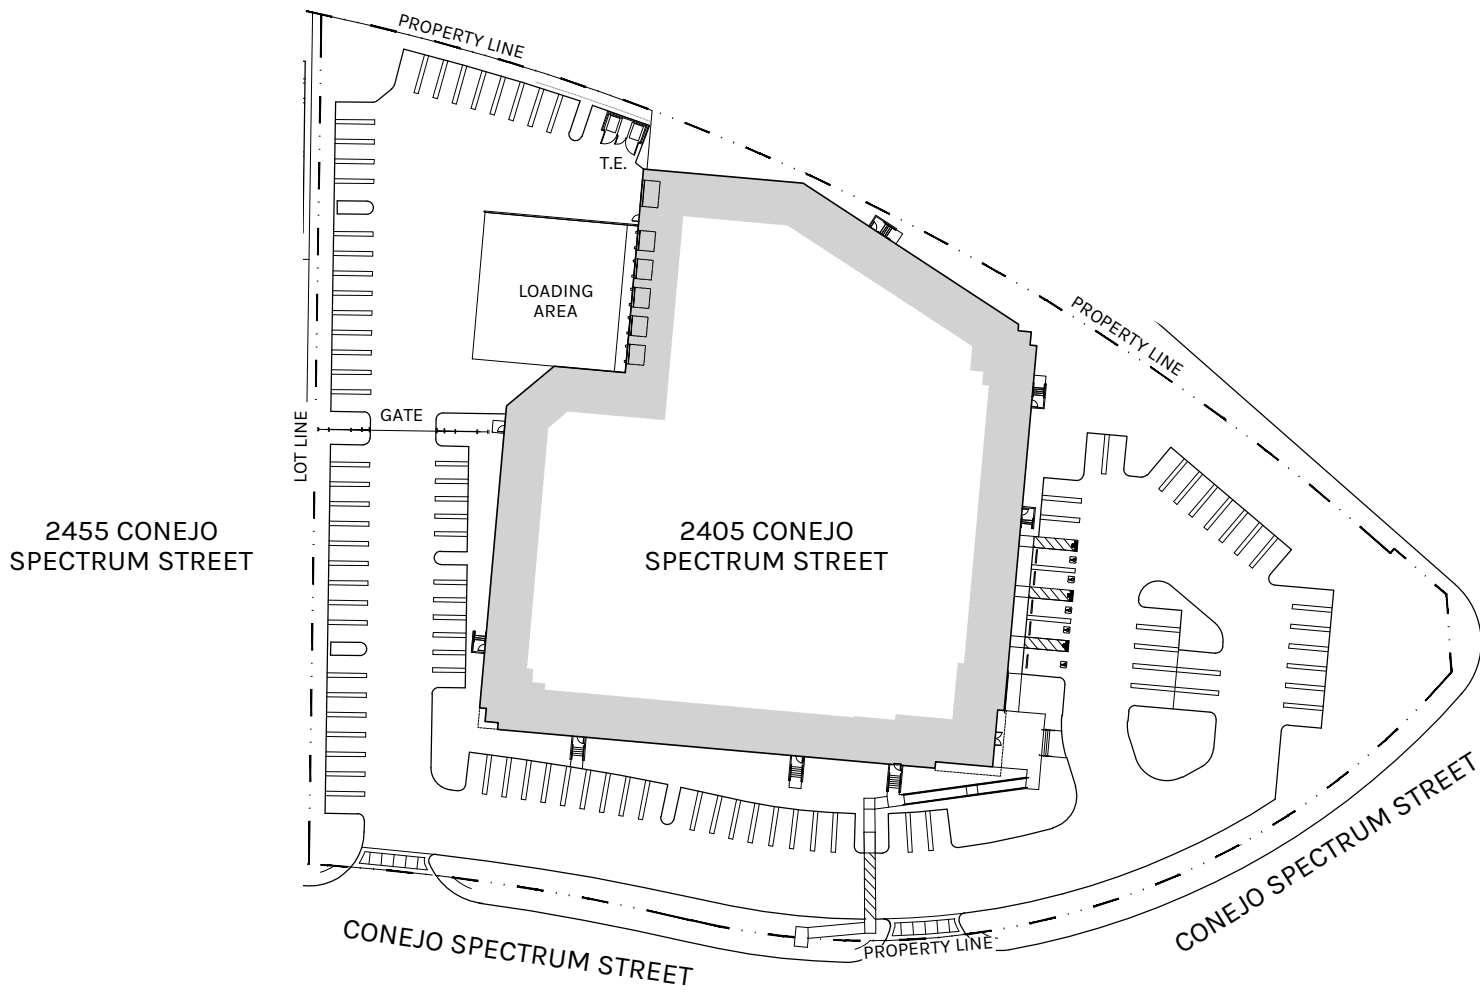 PROPERTY LINE
T.E.
LOADING
AREA
PROPERTY LINE
LOT LINE
GATE
2455 CONEJO
SPECTRUM STREET
2405 CONEJO
SPECTRUM STREET
CONEJO SPECTRUM STREET
PROPERTY LINE
CONEJO SPECTRUM STREET